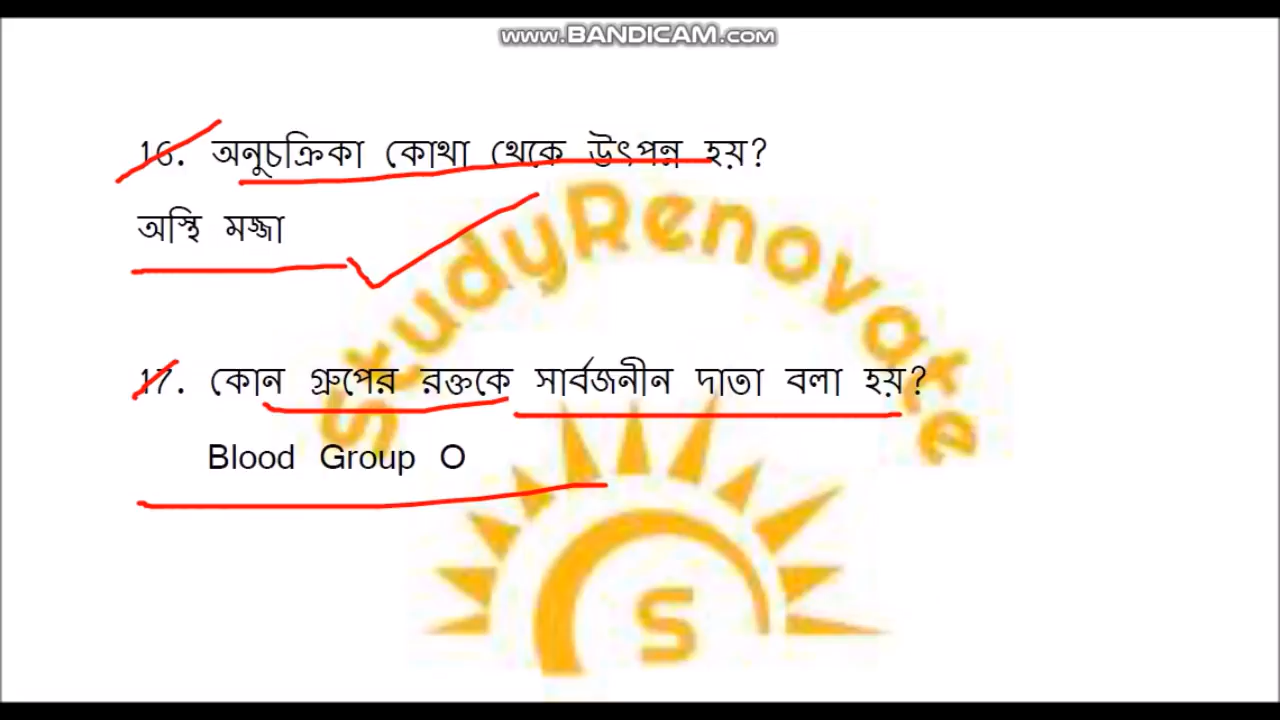 www.BANDICAM.com
16. অনুচক্রিকা কোথা থেকে উৎপন্ন হয়?
অস্থি মজ্জা
StudyRenovate
17. কোন গ্রুপের রক্তকে সার্বজনীন দাতা বলা হয়?
Blood Group O
S